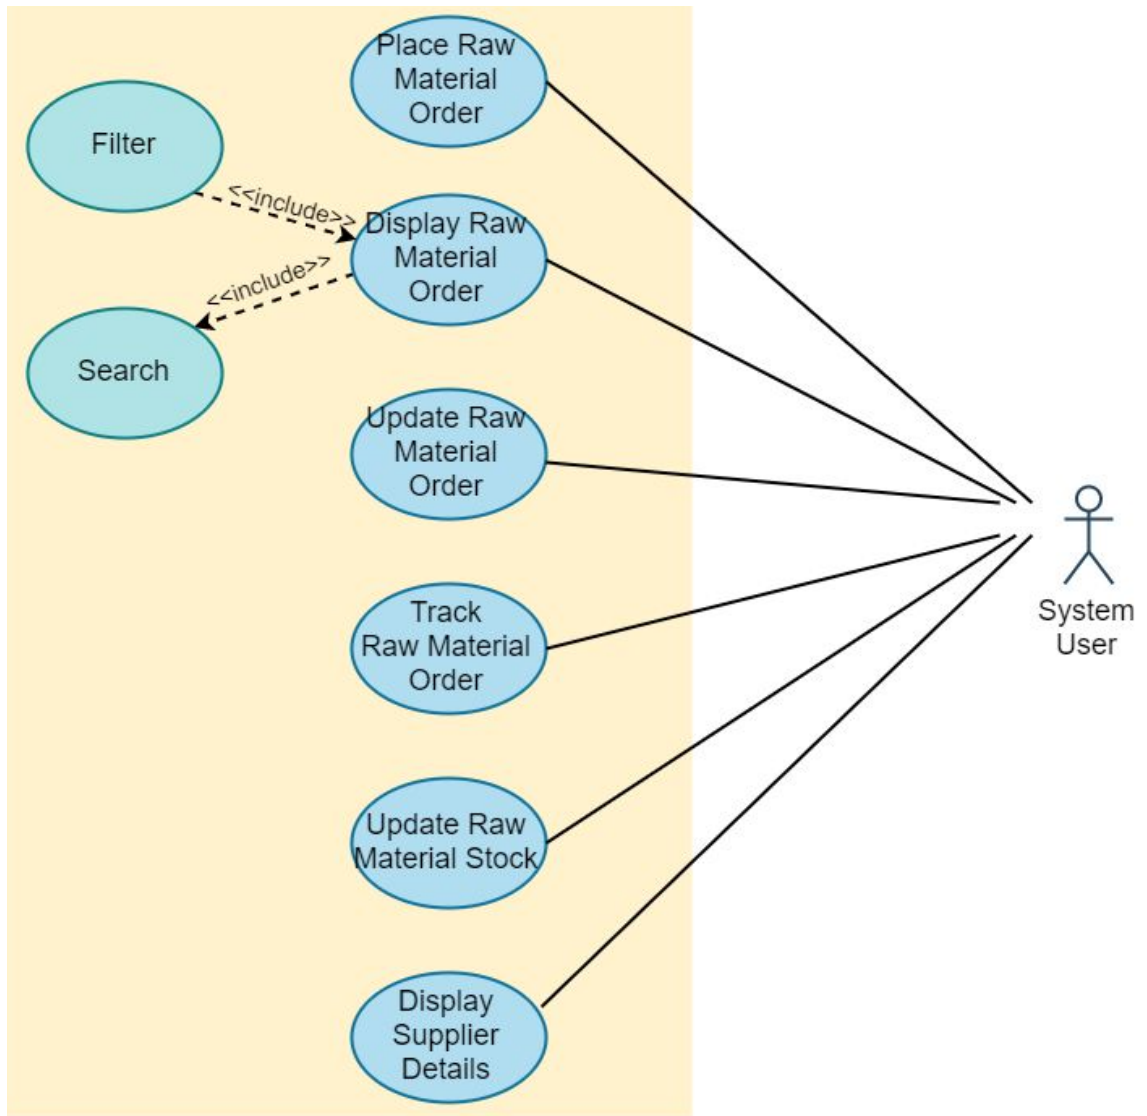 Place Raw
Material
Order
Filter
<<include>>
Display Raw
Material
Order
<<include>>
Search
Update Raw
Material
Order
System
User
Track
Raw Material
Order
Update Raw
Material Stock
Display
Supplier
Details